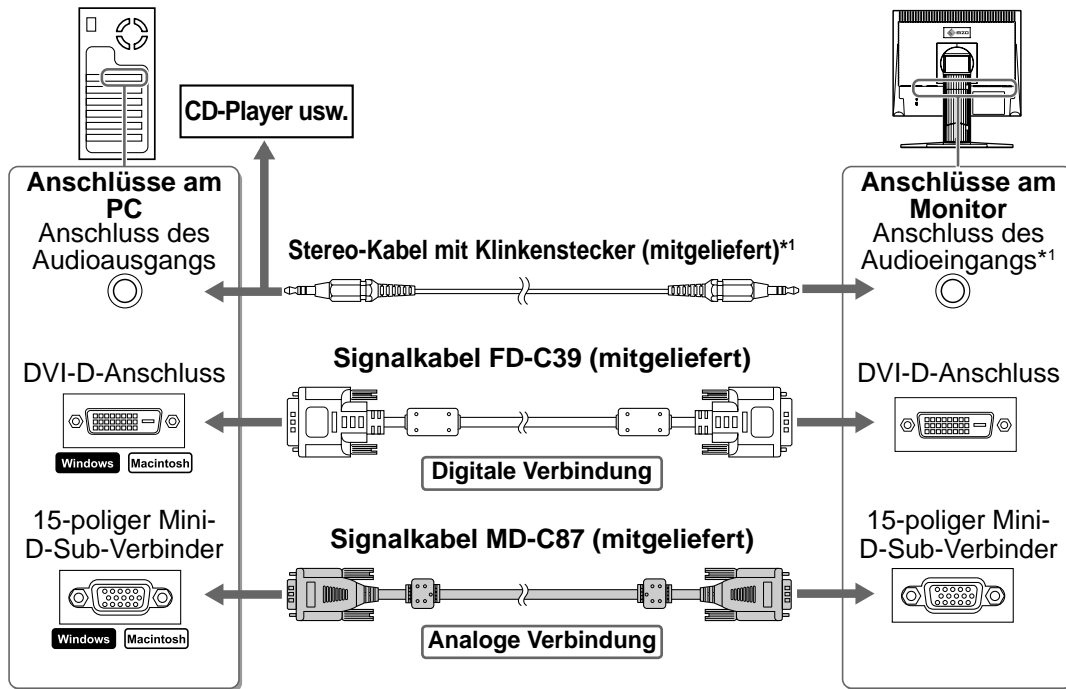 EIZO
CD-Player usw.
Anschlüsse am
PC
Anschluss des
Audioausgangs
Anschlüsse am
Monitor
Anschluss des
Audioeingangs*1
Stereo-Kabel mit Klinkenstecker (mitgeliefert)*1
Signalkabel FD-C39 (mitgeliefert)
DVI-D-Anschluss
DVI-D-Anschluss
Windows Macintosh
Digitale Verbindung
15-poliger Mini-
D-Sub-Verbinder
Signalkabel MD-C87 (mitgeliefert)
15-poliger Mini-
D-Sub-Verbinder
Windows Macintosh
Analoge Verbindung